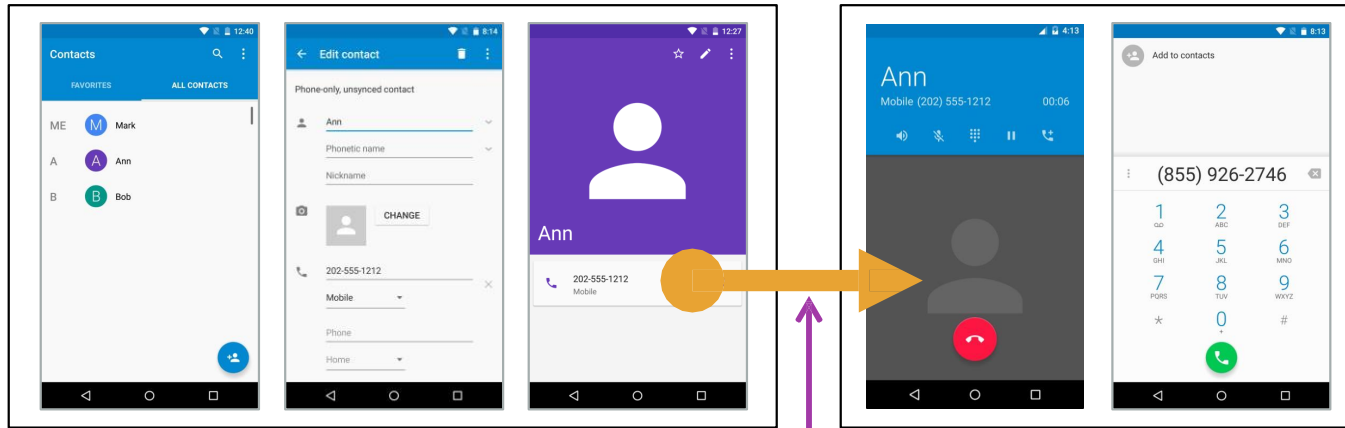 12:40
Contacts
FAVORITES
ALL CONTACTS
ME
M
Mark
A
A
Ann
B
B
Bob
8:14
Edit contact
Phone-only, unsynced contact
Ann
Phonetic name
Nickname
CHANGE
202-555-1212
Mobile
Phone
Home
12:27
Ann
202-555-1212
Mobile
4:13
Ann
Mobile (202) 555-1212 00:06
8:13
Add to contacts
(855) 926-2746
1 2 3
ABC DEF
4 5 6
GHI JKL MNO
7 8 9
PQRS TUV WXYZ
* 0 #
+